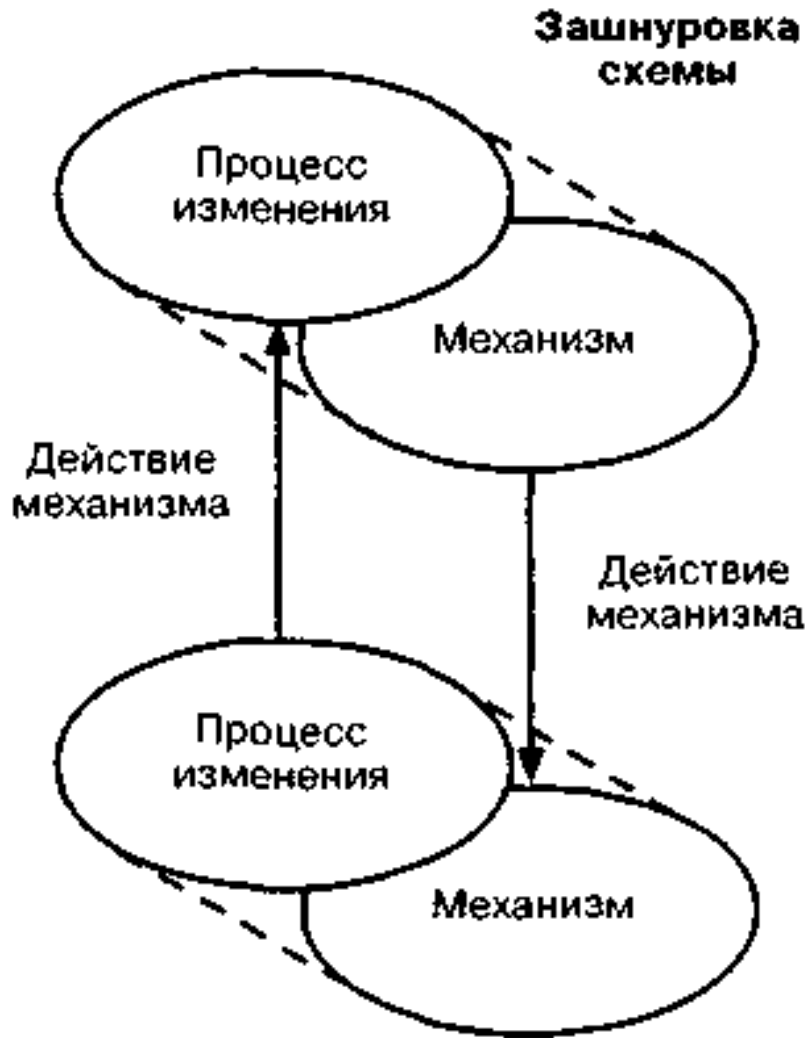 Зашнуровка
схемы
Процесс
изменения
Механизм
Действие
механизма
Действие
механизма
Процесс
изменения
Механизм